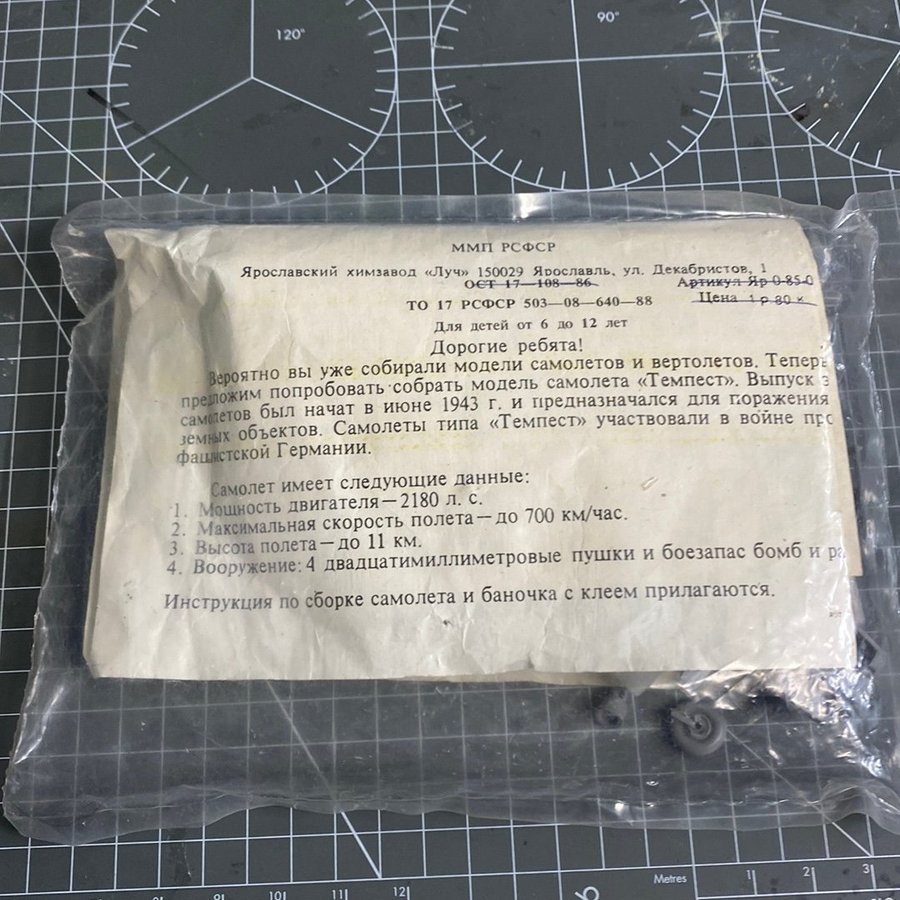 120°
90°
ММП РСФСР
Ярославский химзавод «Луч» 150029 Ярославль, ул. Декабристов, 1
ОСТ 17—108—86 Артикул Яр 0-85-0
ТО 17 РСФСР 503—08—640—88 Цена 1 р 80 к
Для детей от 6 до 12 лет
Дорогие ребята!
Вероятно вы уже собирали модели самолетов и вертолетов. Теперь
предложим попробовать собрать модель самолета «Темпест». Выпуск
самолетов был начат в июне 1943 г. и предназначался для поражения
земных объектов. Самолеты типа «Темпест» участвовали в войне
фашистской Германии.
Самолет имеет следующие данные:
1. Мощность двигателя—2180 л. с.
2. Максимальная скорость полета—до 700 км/час.
3. Высота полета—до 11 км.
4. Вооружение: 4 двадцатимиллиметровые пушки и боезапас бомб и
Инструкция по сборке самолета и баночка с клеем прилагаются.
9 10 11 12 Metres 1 2 3